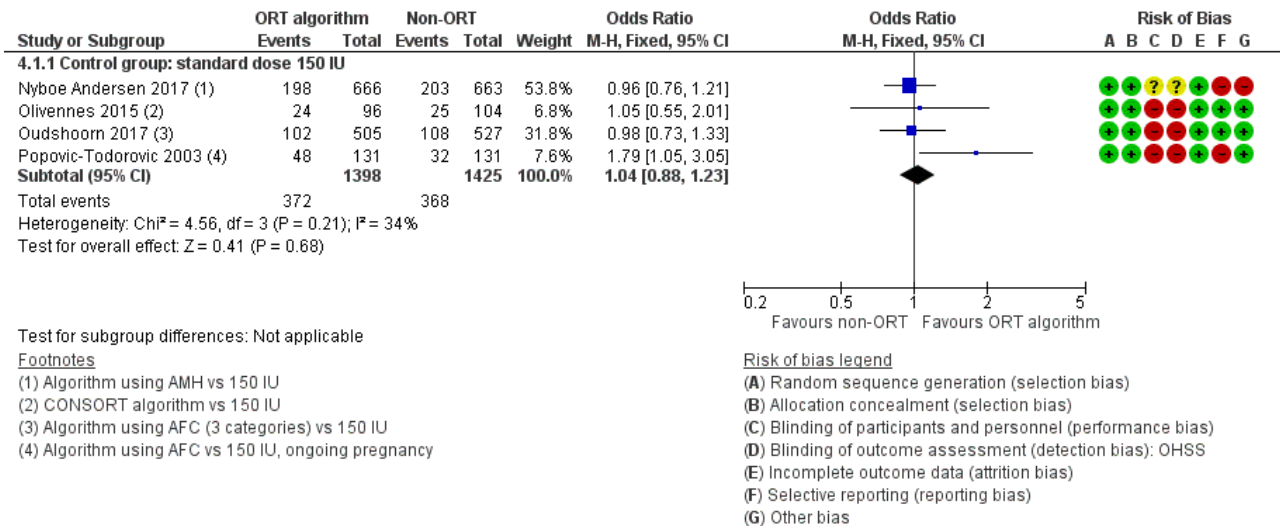 ORT algorithm Non-ORT Odds Ratio Odds Ratio Risk of Bias
Study or Subgroup Events Total Events Total Weight M-H, Fixed, 95% CI M-H, Fixed, 95% CI A B C D E F G
4.1.1 Control group: standard dose 150 IU
Nyboe Andersen 2017 (1) 198 666 203 663 53.8% 0.96 [0.76, 1.21] + + ? ? + - -
Olivennes 2015 (2) 24 96 25 104 6.8% 1.05 [0.55, 2.01] + + - - + + +
Oudshoorn 2017 (3) 102 505 108 527 31.8% 0.98 [0.73, 1.33] + + - - + + +
Popovic-Todorovic 2003 (4) 48 131 32 131 7.6% 1.79 [1.05, 3.05] + + - - + - +
Subtotal (95% CI) 1398 1425 100.0% 1.04 [0.88, 1.23]
Total events 372 368
Heterogeneity: Chi² = 4.56, df = 3 (P = 0.21); I² = 34%
Test for overall effect: Z = 0.41 (P = 0.68)
0.2 0.5 1 2 5
Favours non-ORT Favours ORT algorithm
Test for subgroup differences: Not applicable
Footnotes
(1) Algorithm using AMH vs 150 IU
(2) CONSORT algorithm vs 150 IU
(3) Algorithm using AFC (3 categories) vs 150 IU
(4) Algorithm using AFC vs 150 IU, ongoing pregnancy
Risk of bias legend
(A) Random sequence generation (selection bias)
(B) Allocation concealment (selection bias)
(C) Blinding of participants and personnel (performance bias)
(D) Blinding of outcome assessment (detection bias): OHSS
(E) Incomplete outcome data (attrition bias)
(F) Selective reporting (reporting bias)
(G) Other bias